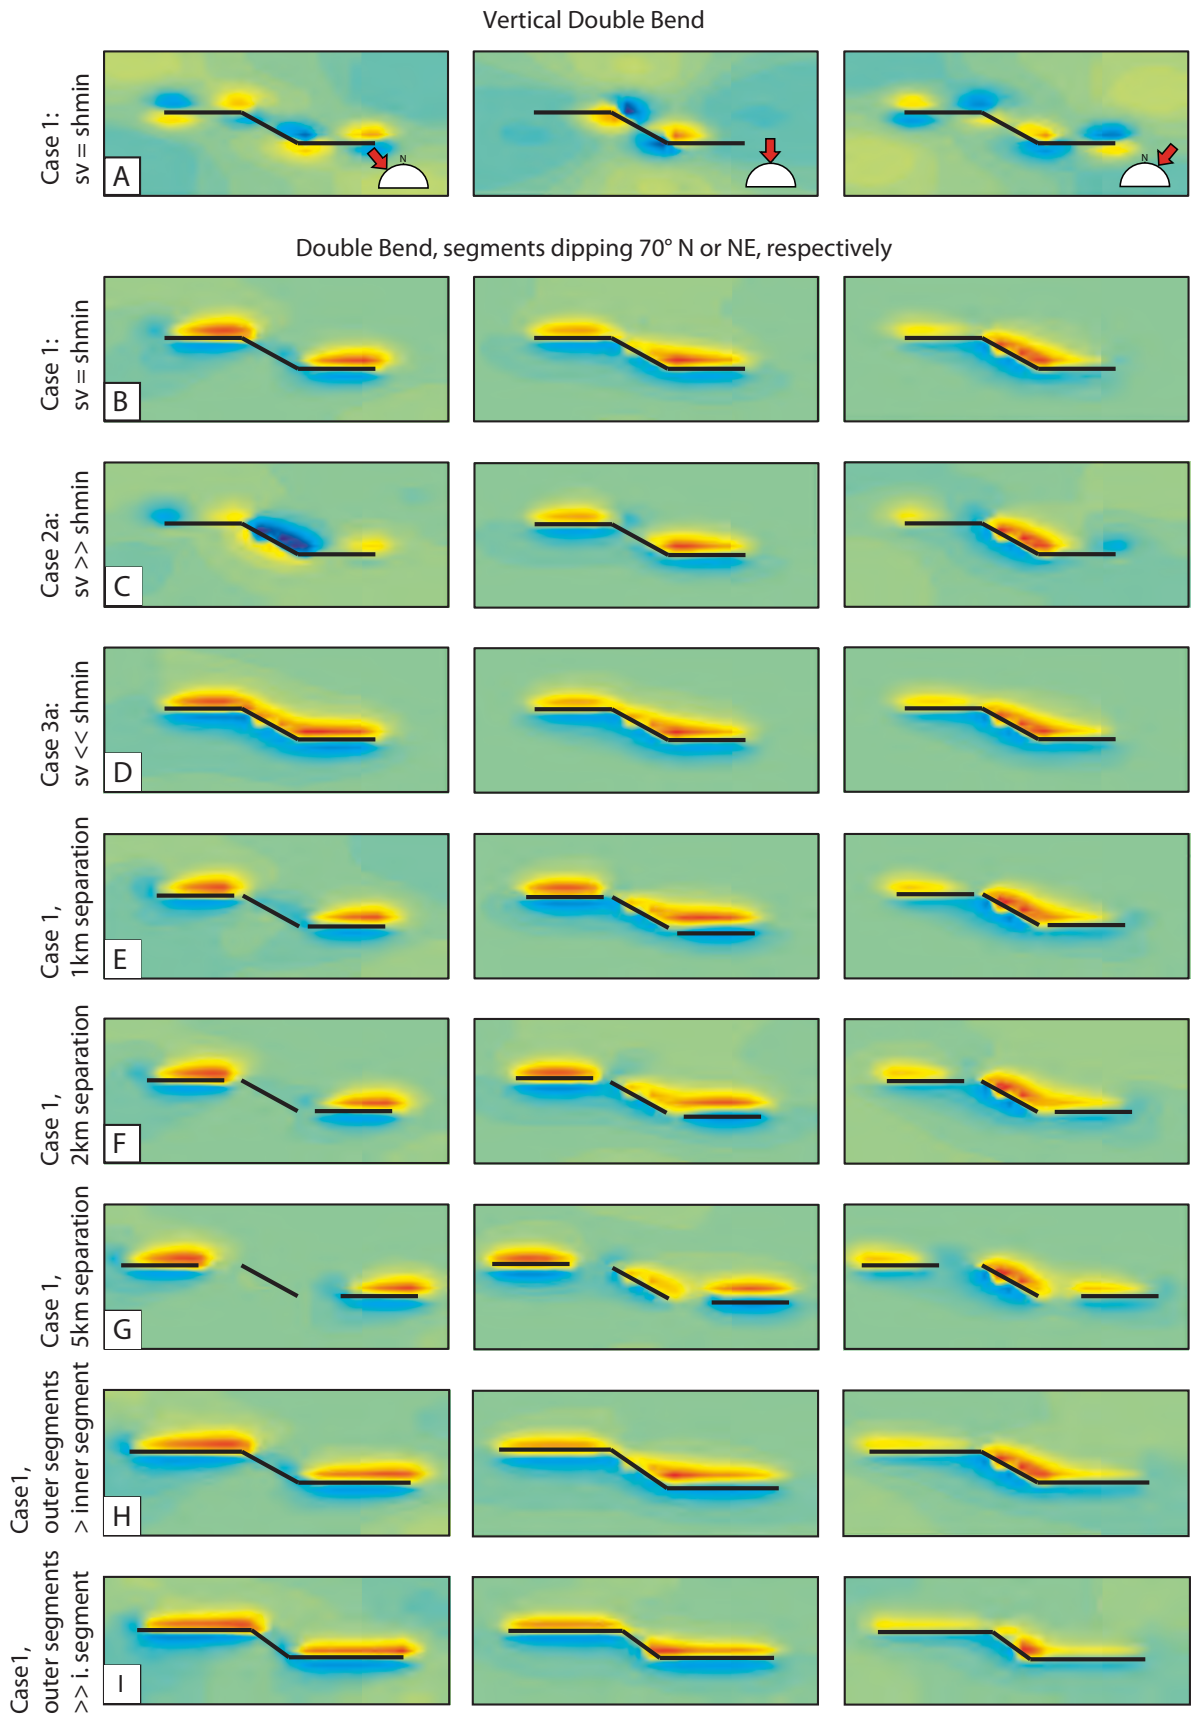 Vertical Double Bend
Case 1:
sv = shmin
A
N
N
Double Bend, segments dipping 70° N or NE, respectively
Case 1:
sv = shmin
B
Case 2a:
sv >> shmin
C
Case 3a:
sv << shmin
D
Case 1,
1km separation
E
Case 1,
2km separation
F
Case 1,
5km separation
G
Case1,
outer segments
> inner segment
H
Case1,
outer segments
>> i. segment
I